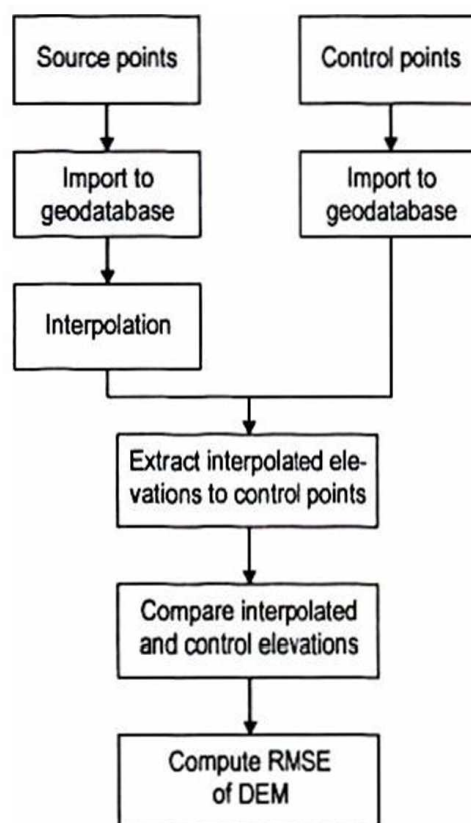 Source points
Control points
Import to
geodatabase
Import to
geodatabase
Interpolation
Extract interpolated ele-
vations to control points
Compare interpolated
and control elevations
Compute RMSE
of DEM